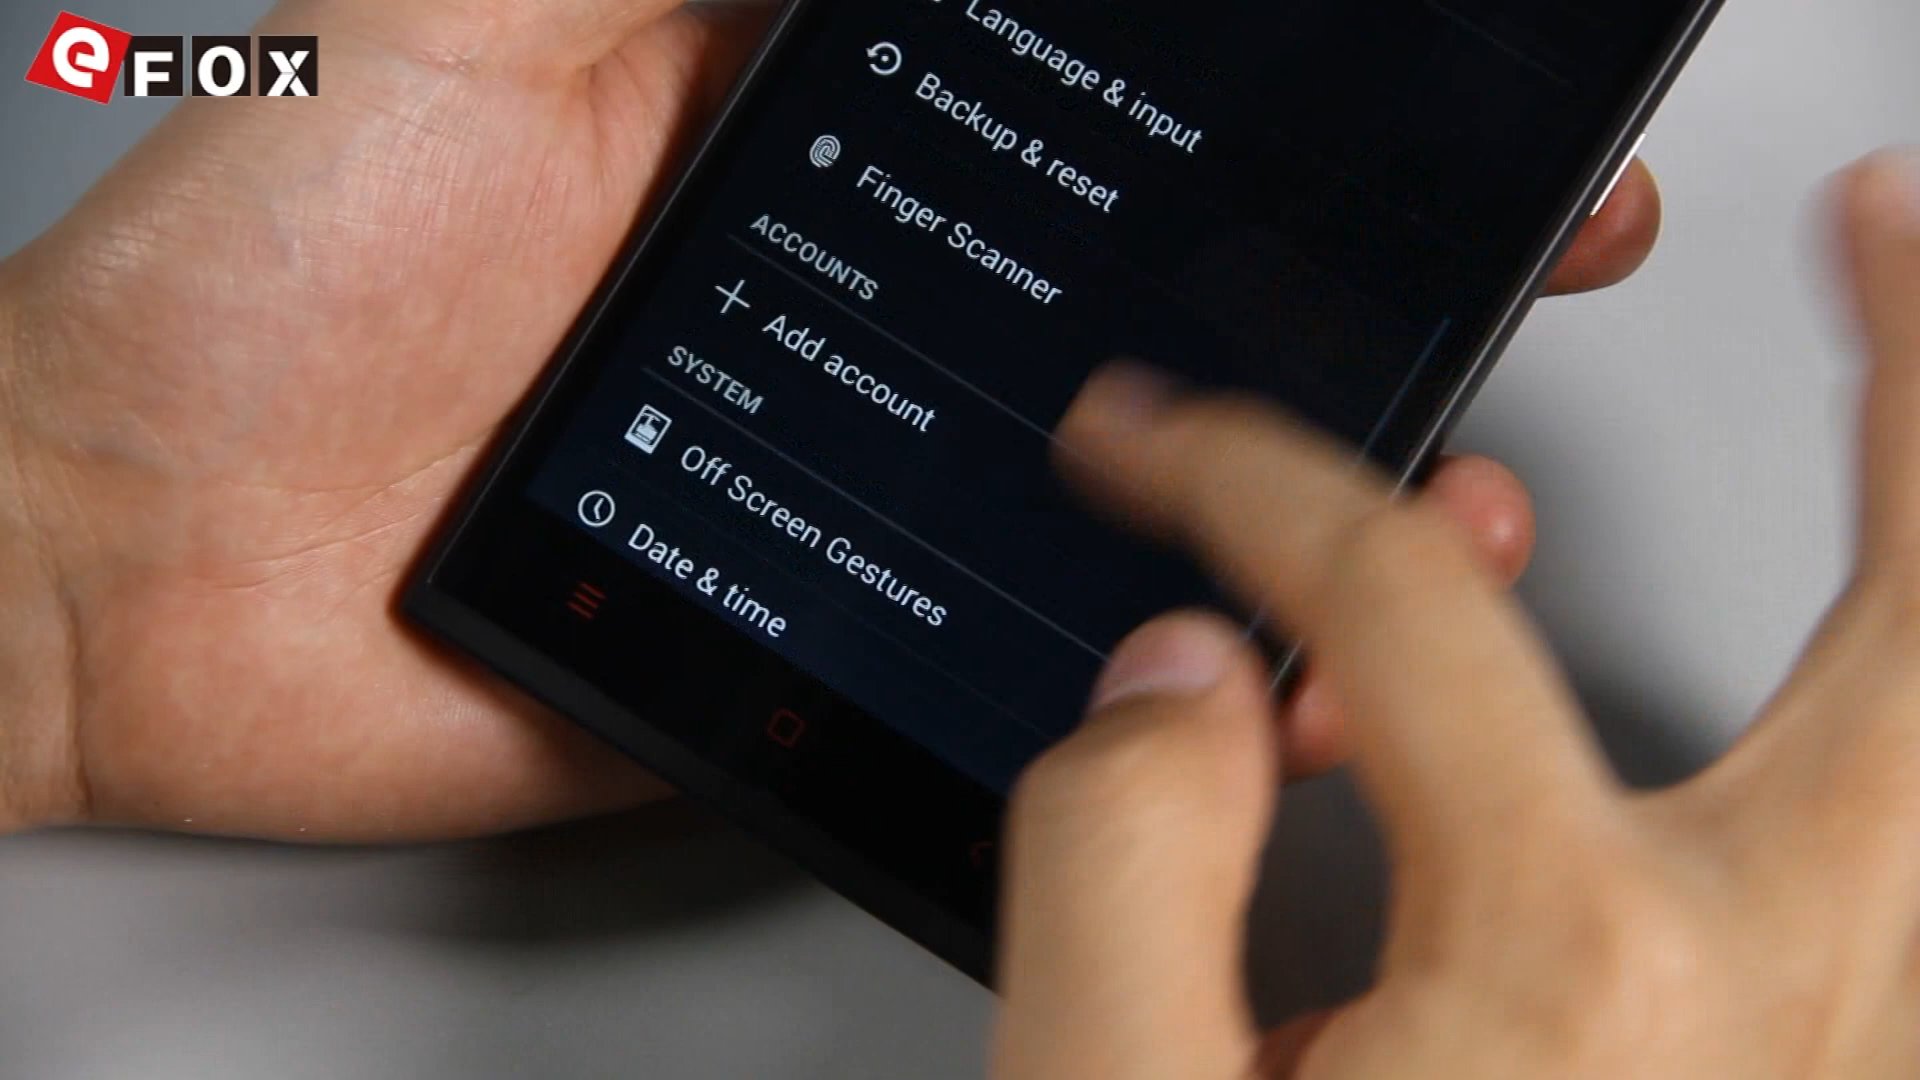 eFOX
Language & input
Backup & reset
Finger Scanner
ACCOUNTS
Add account
SYSTEM
Off Screen Gestures
Date & time